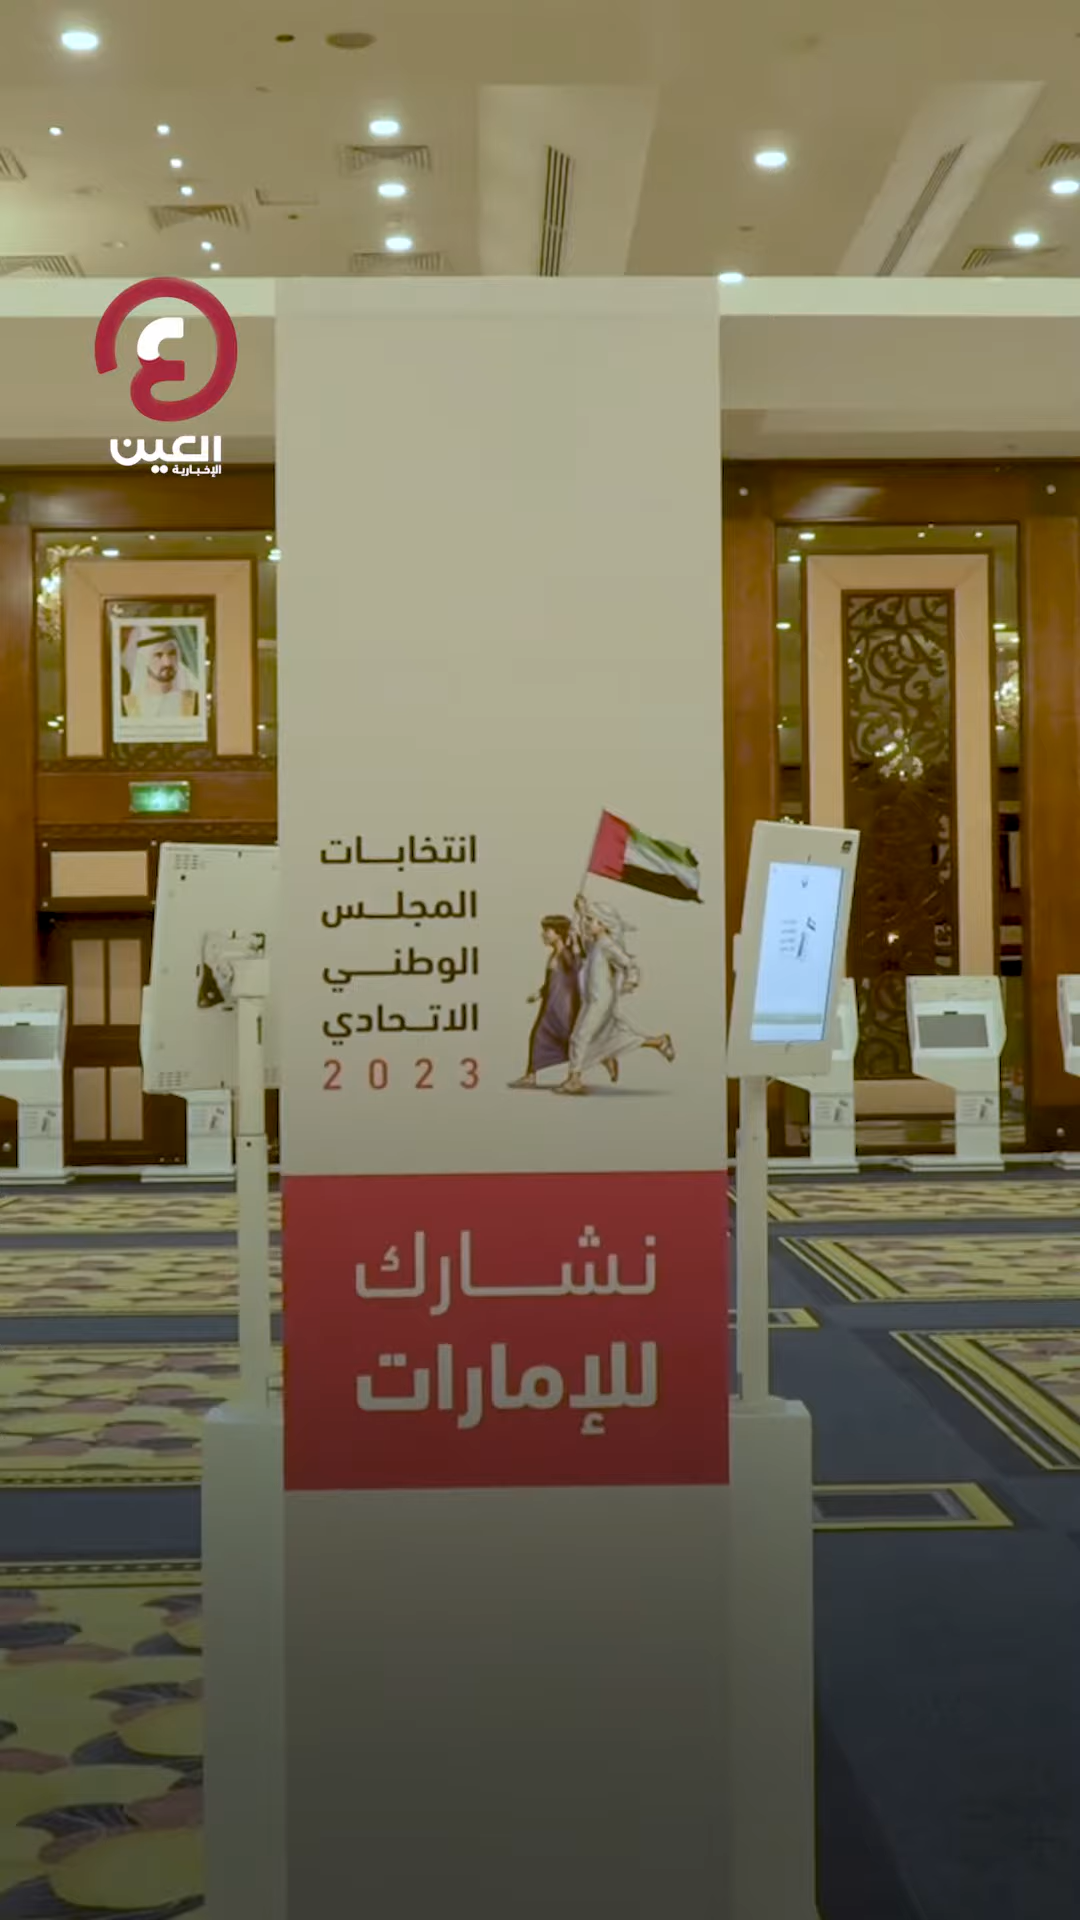 العين
الإخبارية
انتخابات
المجلس
الوطني
الاتحادي
2023
نشارك
للإمارات